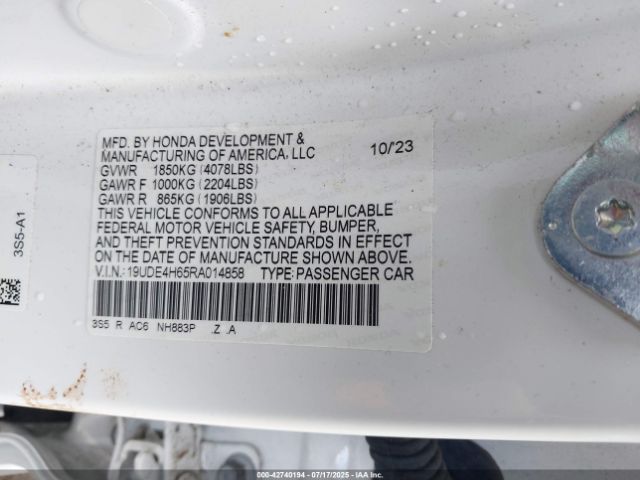 MFD. BY HONDA DEVELOPMENT &
MANUFACTURING OF AMERICA, LLC 10/'23
GVWR 1850KG (4078LBS)
GAWR F 1000KG (2204LBS)
GAWR R 865KG (1906LBS)
THIS VEHICLE CONFORMS TO ALL APPLICABLE
FEDERAL MOTOR VEHICLE SAFETY, BUMPER,
AND THEFT PREVENTION STANDARDS IN EFFECT
ON THE DATE OF MANUFACTURE SHOWN ABOVE.
V.I.N.: 19UDE4H65RA014858 TYPE: PASSENGER CAR
3S5 R AC6 NH883P .Z .A
3S5-A1
000-42740194 07/17/2025 IAAI.com